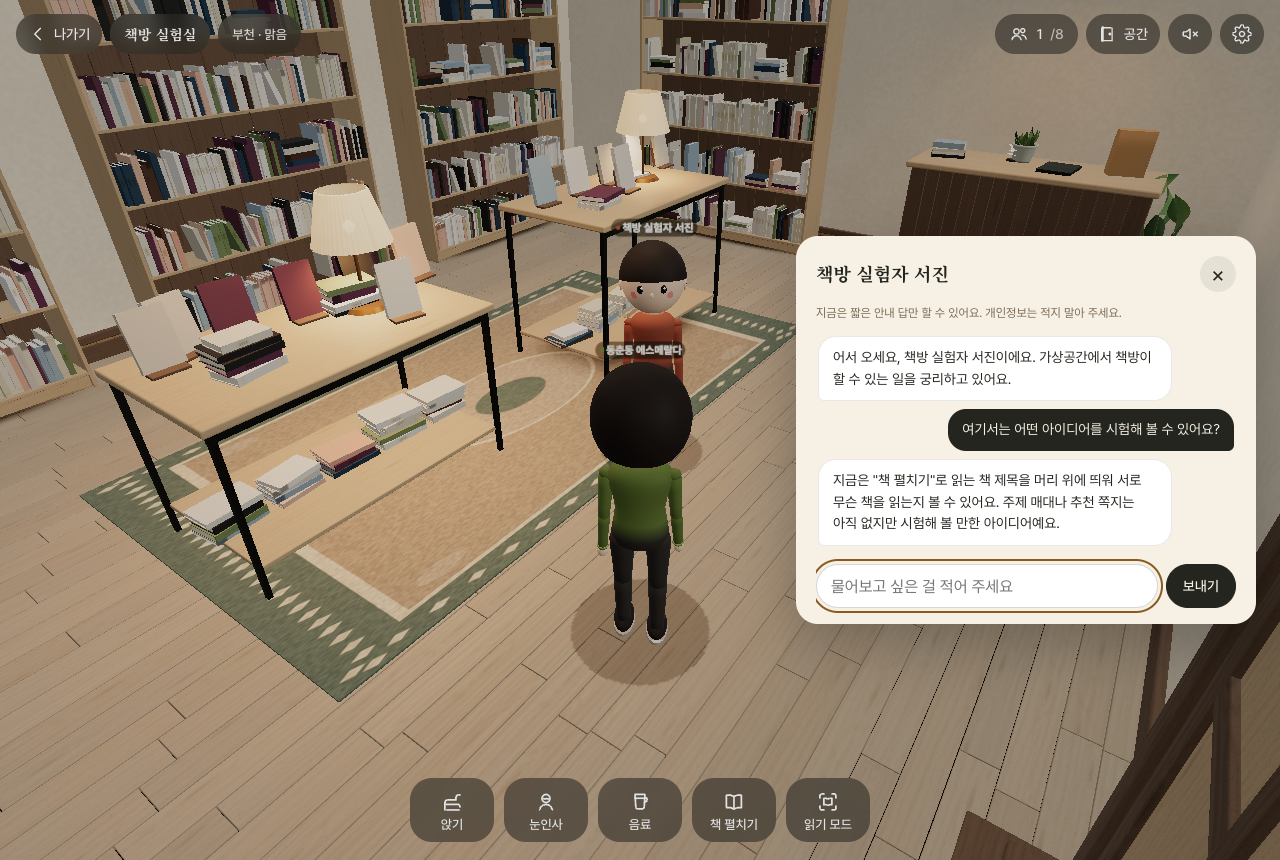 나가기
책방 실험실
부천 · 맑음
1 /8
공간
책방 실험자 서진
동춘동 에스메랄다
책방 실험자 서진
지금은 짧은 안내 답만 할 수 있어요. 개인정보는 적지 말아 주세요.
어서 오세요, 책방 실험자 서진이에요. 가상공간에서 책방이
할 수 있는 일을 궁리하고 있어요.
여기서는 어떤 아이디어를 시험해 볼 수 있어요?
지금은 "책 펼치기"로 읽는 책 제목을 머리 위에 띄워 서로
무슨 책을 읽는지 볼 수 있어요. 주제 매대나 추천 쪽지는
아직 없지만 시험해 볼 만한 아이디어예요.
물어보고 싶은 걸 적어 주세요
보내기
앉기
눈인사
음료
책 펼치기
읽기 모드